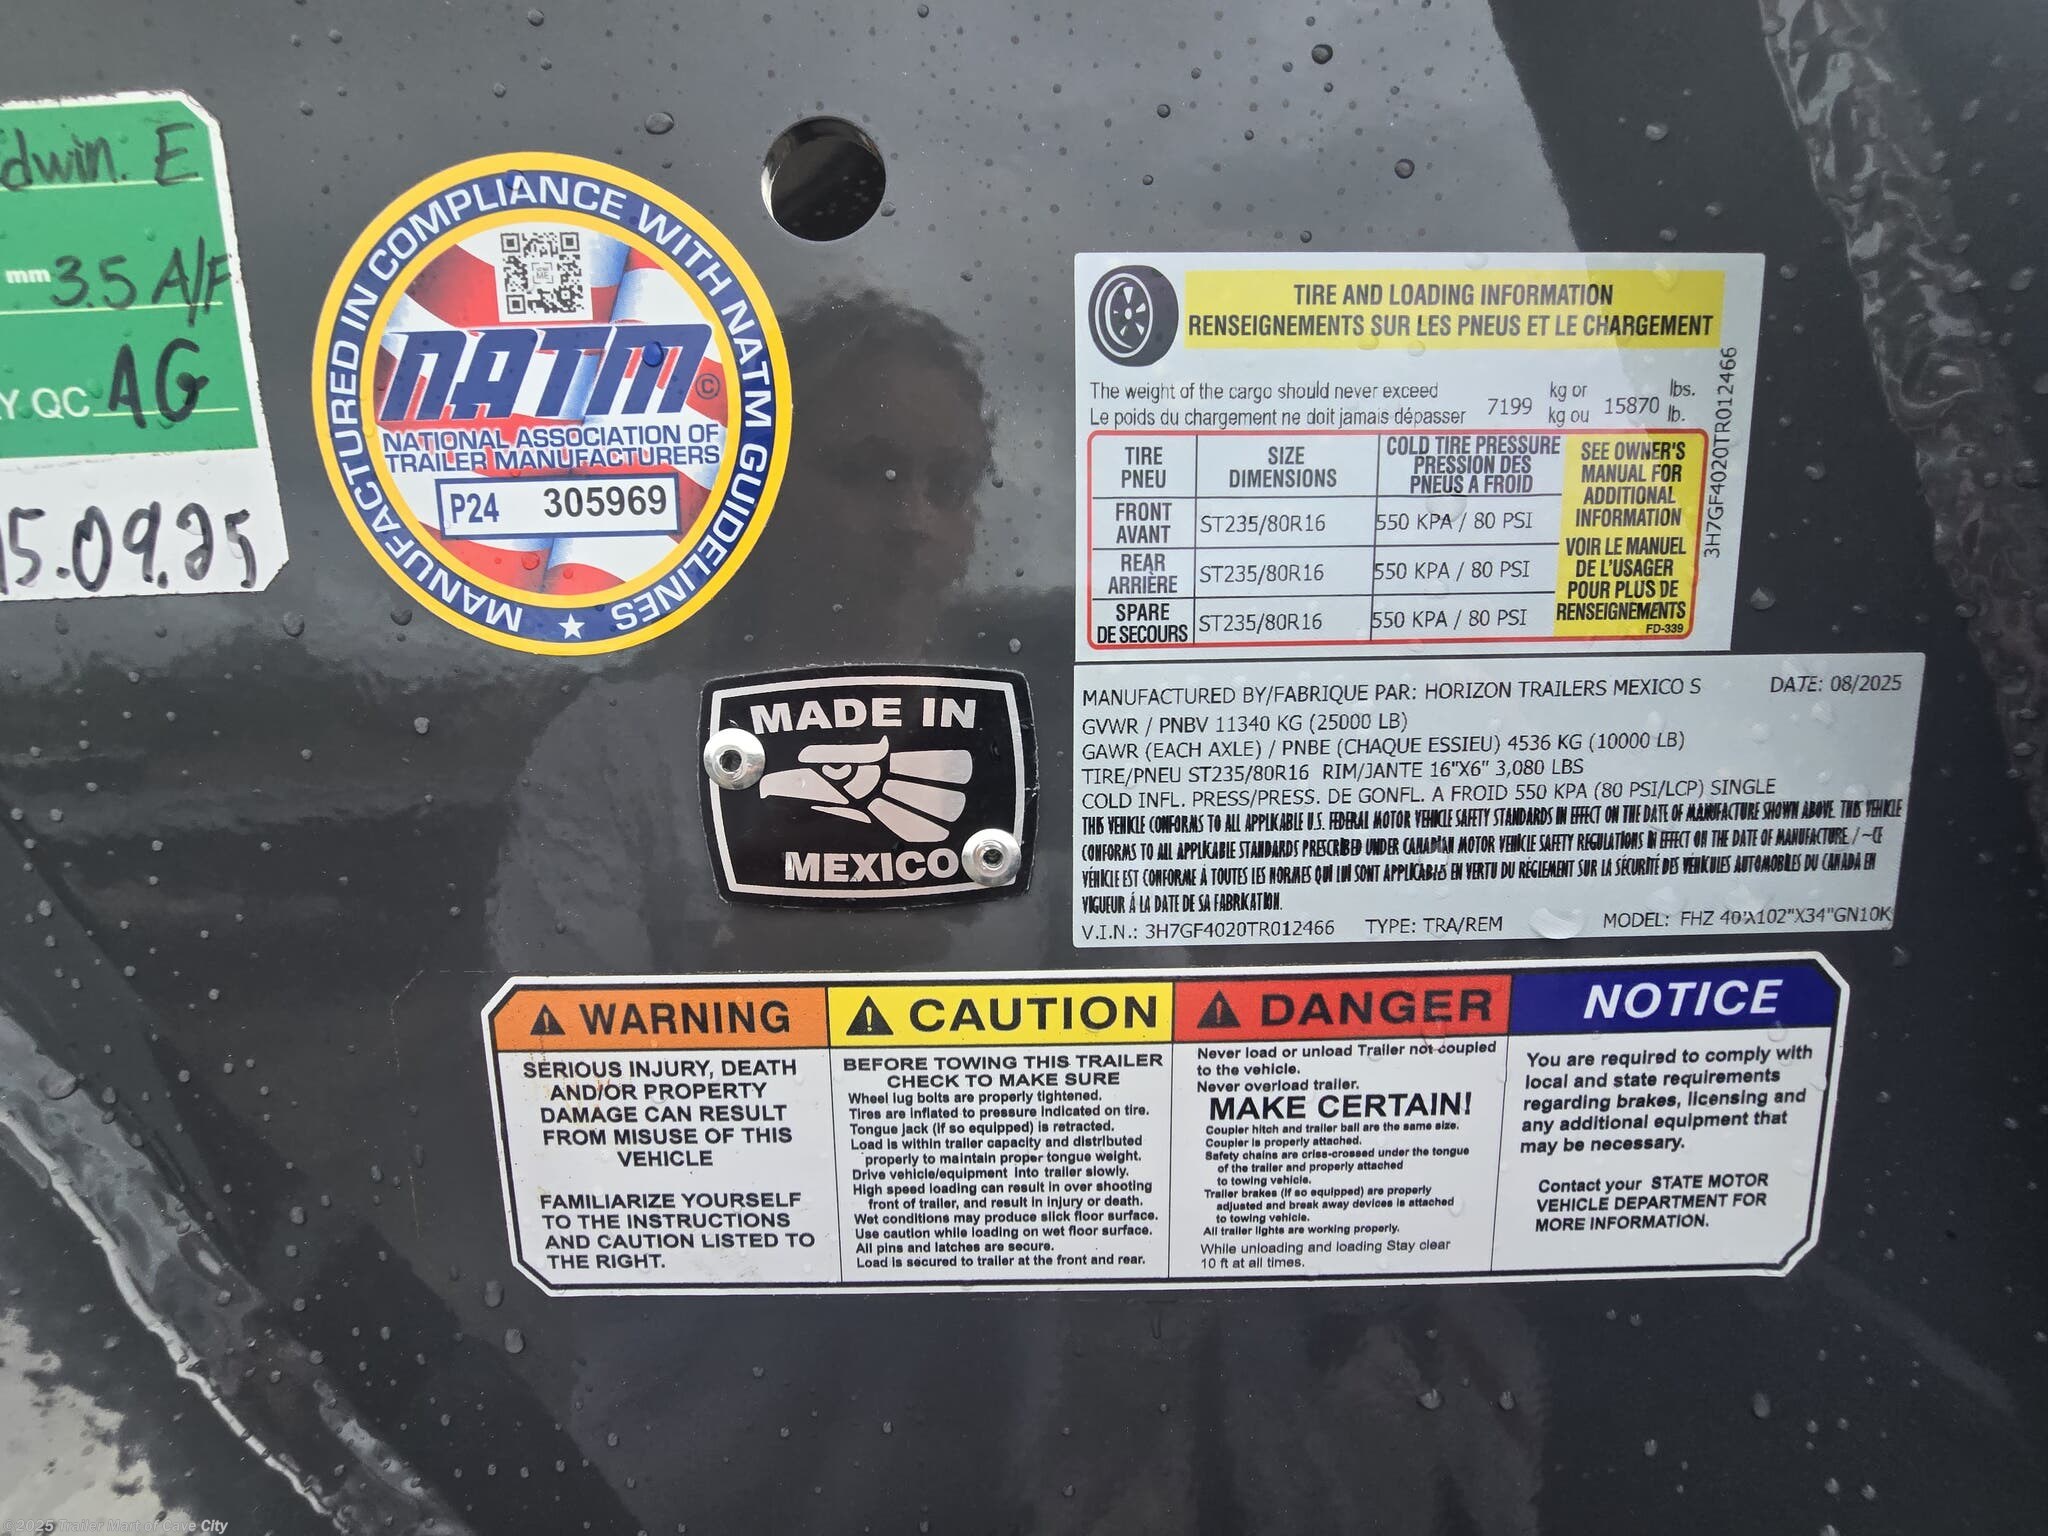 dwin. E
mm 3.5 A/F
Y QC AG
15.09.25
MANUFACTURED IN COMPLIANCE WITH NATM GUIDELINES
NATM ©
NATIONAL ASSOCIATION OF
TRAILER MANUFACTURERS
P24 305969
MADE IN
MEXICO
TIRE AND LOADING INFORMATION
RENSEIGNEMENTS SUR LES PNEUS ET LE CHARGEMENT
The weight of the cargo should never exceed kg or lbs.
Le poids du chargement ne doit jamais dépasser 7199 kg ou 15870 lb.
TIRE SIZE COLD TIRE PRESSURE
PNEU DIMENSIONS PRESSION DES
PNEUS A FROID
FRONT
AVANT ST235/80R16 550 KPA / 80 PSI
REAR
ARRIÈRE ST235/80R16 550 KPA / 80 PSI
SPARE
DE SECOURS ST235/80R16 550 KPA / 80 PSI
SEE OWNER'S
MANUAL FOR
ADDITIONAL
INFORMATION
VOIR LE MANUEL
DE L'USAGER
POUR PLUS DE
RENSEIGNEMENTS
FD-339
3H7GF4020TR012466
MANUFACTURED BY/FABRIQUE PAR: HORIZON TRAILERS MEXICO S DATE: 08/2025
GVWR / PNBV 11340 KG (25000 LB)
GAWR (EACH AXLE) / PNBE (CHAQUE ESSIEU) 4536 KG (10000 LB)
TIRE/PNEU ST235/80R16 RIM/JANTE 16"X6" 3,080 LBS
COLD INFL. PRESS/PRESS. DE GONFL. A FROID 550 KPA (80 PSI/LCP) SINGLE
THIS VEHICLE CONFORMS TO ALL APPLICABLE U.S. FEDERAL MOTOR VEHICLE SAFETY STANDARDS IN EFFECT ON THE DATE OF MANUFACTURE SHOWN ABOVE. THIS VEHICLE
CONFORMS TO ALL APPLICABLE STANDARDS PRESCRIBED UNDER CANADIAN MOTOR VEHICLE SAFETY REGULATIONS IN EFFECT ON THE DATE OF MANUFACTURE. / ~CE
VÉHICLE EST CONFORME À TOUTES LES NORMES QUI LUI SONT APPLICABLES EN VERTU DU RÈGLEMENT SUR LA SÉCURITÉ DES VÉHICULES AUTOMOBILES DU CANADA EN
VIGUEUR À LA DATE DE SA FABRICATION.
V.I.N.: 3H7GF4020TR012466 TYPE: TRA/REM MODEL: FHZ 40'X102"X34"GN10K
WARNING
SERIOUS INJURY, DEATH
AND/OR PROPERTY
DAMAGE CAN RESULT
FROM MISUSE OF THIS
VEHICLE
FAMILIARIZE YOURSELF
TO THE INSTRUCTIONS
AND CAUTION LISTED TO
THE RIGHT.
CAUTION
BEFORE TOWING THIS TRAILER
CHECK TO MAKE SURE
Wheel lug bolts are properly tightened.
Tires are inflated to pressure indicated on tire.
Tongue jack (if so equipped) is retracted.
Load is within trailer capacity and distributed
properly to maintain proper tongue weight.
Drive vehicle/equipment into trailer slowly.
High speed loading can result in over shooting
front of trailer, and result in injury or death.
Wet conditions may produce slick floor surface.
Use caution while loading on wet floor surface.
All pins and latches are secure.
Load is secured to trailer at the front and rear.
DANGER
Never load or unload Trailer not coupled
to the vehicle.
Never overload trailer.
MAKE CERTAIN!
Coupler hitch and trailer ball are the same size.
Coupler is properly attached.
Safety chains are criss-crossed under the tongue
of the trailer and properly attached
to towing vehicle.
Trailer brakes (if so equipped) are properly
adjusted and break away devices is attached
to towing vehicle.
All trailer lights are working properly.
While unloading and loading Stay clear
10 ft at all times.
NOTICE
You are required to comply with
local and state requirements
regarding brakes, licensing and
any additional equipment that
may be necessary.
Contact your STATE MOTOR
VEHICLE DEPARTMENT FOR
MORE INFORMATION.
©2025 Trailer Mart of Cave City